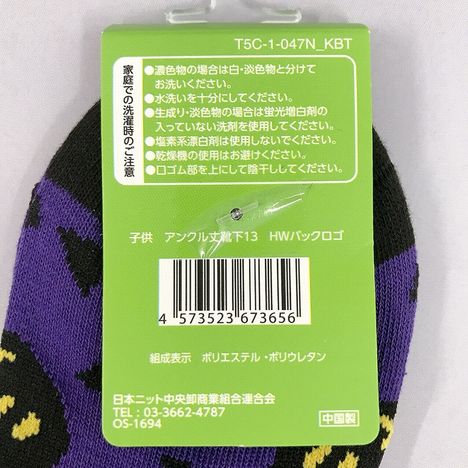 T5C-1-047N_KBT
家庭での洗濯時のご注意
●濃色物の場合は白・淡色物と分けて
お洗いください。
●水洗いを十分にしてください。
●生成り・淡色物の場合は蛍光増白剤の
入っていない洗剤を使用してください。
●塩素系漂白剤は使用しないでください。
●乾燥機の使用はお避けください。
●口ゴム部を上にして陰干ししてください。
子供 アンクル丈靴下13 HWバックロゴ
4 573523 673656
組成表示 ポリエステル・ポリウレタン
日本ニット中央卸商業組合連合会
TEL : 03-3662-4787
OS-1694
中国製